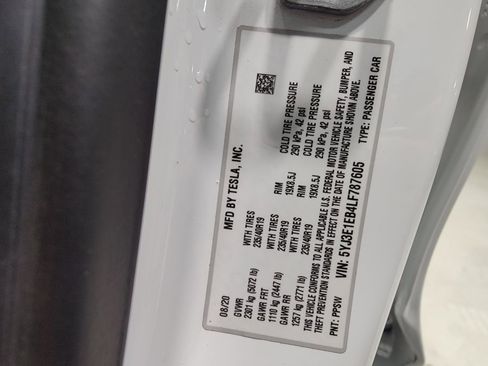 MFD BY TESLA, INC.
08/20
GVWR
2301 kg (5072 lb)
GAWR FRT WITH TIRES RIM COLD TIRE PRESSURE
1110 kg (2447 lb) 235/40R19 19X8.5J 290 kPa, 42 psi
GAWR RR WITH TIRES RIM COLD TIRE PRESSURE
1257 kg (2771 lb) 235/40R19 19X8.5J 290 kPa, 42 psi
THIS VEHICLE CONFORMS TO ALL APPLICABLE U.S. FEDERAL MOTOR VEHICLE SAFETY, BUMPER, AND
THEFT PREVENTION STANDARDS IN EFFECT ON THE DATE OF MANUFACTURE SHOWN ABOVE.
VIN: 5YJ3E1EB4LF787605
PNT: PPSW TYPE: PASSENGER CAR